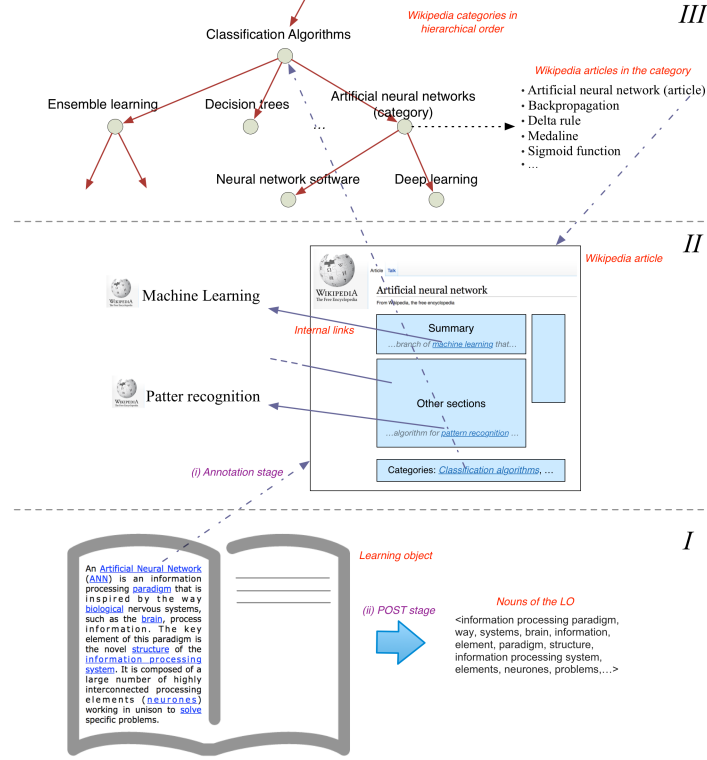 III
Wikipedia categories in
hierarchical order
Classification Algorithms
Wikipedia articles in the category
Ensemble learning
Decision trees
...
Artificial neural networks
(category)
• Artificial neural network (article)
• Backpropagation
• Delta rule
• Medaline
• Sigmoid function
• ...
Neural network software
Deep learning
II
Wikipedia article
WIKIPEDIA
The Free Encyclopedia
Article Talk
Artificial neural network
From Wikipedia, the free encyclopedia
WIKIPEDIA
Machine Learning
Internal links
Summary
...branch of machine learning that...
WIKIPEDIA
Patter recognition
Other sections
...algorithm for pattern recognition ...
(i) Annotation stage
Categories: Classification algorithms, ...
I
Learning object
An Artificial Neural Network
(ANN) is an information
processing paradigm that is
inspired by the way
biological nervous systems,
such as the brain, process
information. The key
element of this paradigm is
the novel structure of the
information processing
system. It is composed of a
large number of highly
interconnected processing
elements (neurones)
working in unison to solve
specific problems.
(ii) POST stage
Nouns of the LO
<information processing paradigm,
way, systems, brain, information,
element, paradigm, structure,
information processing system,
elements, neurones, problems,...>